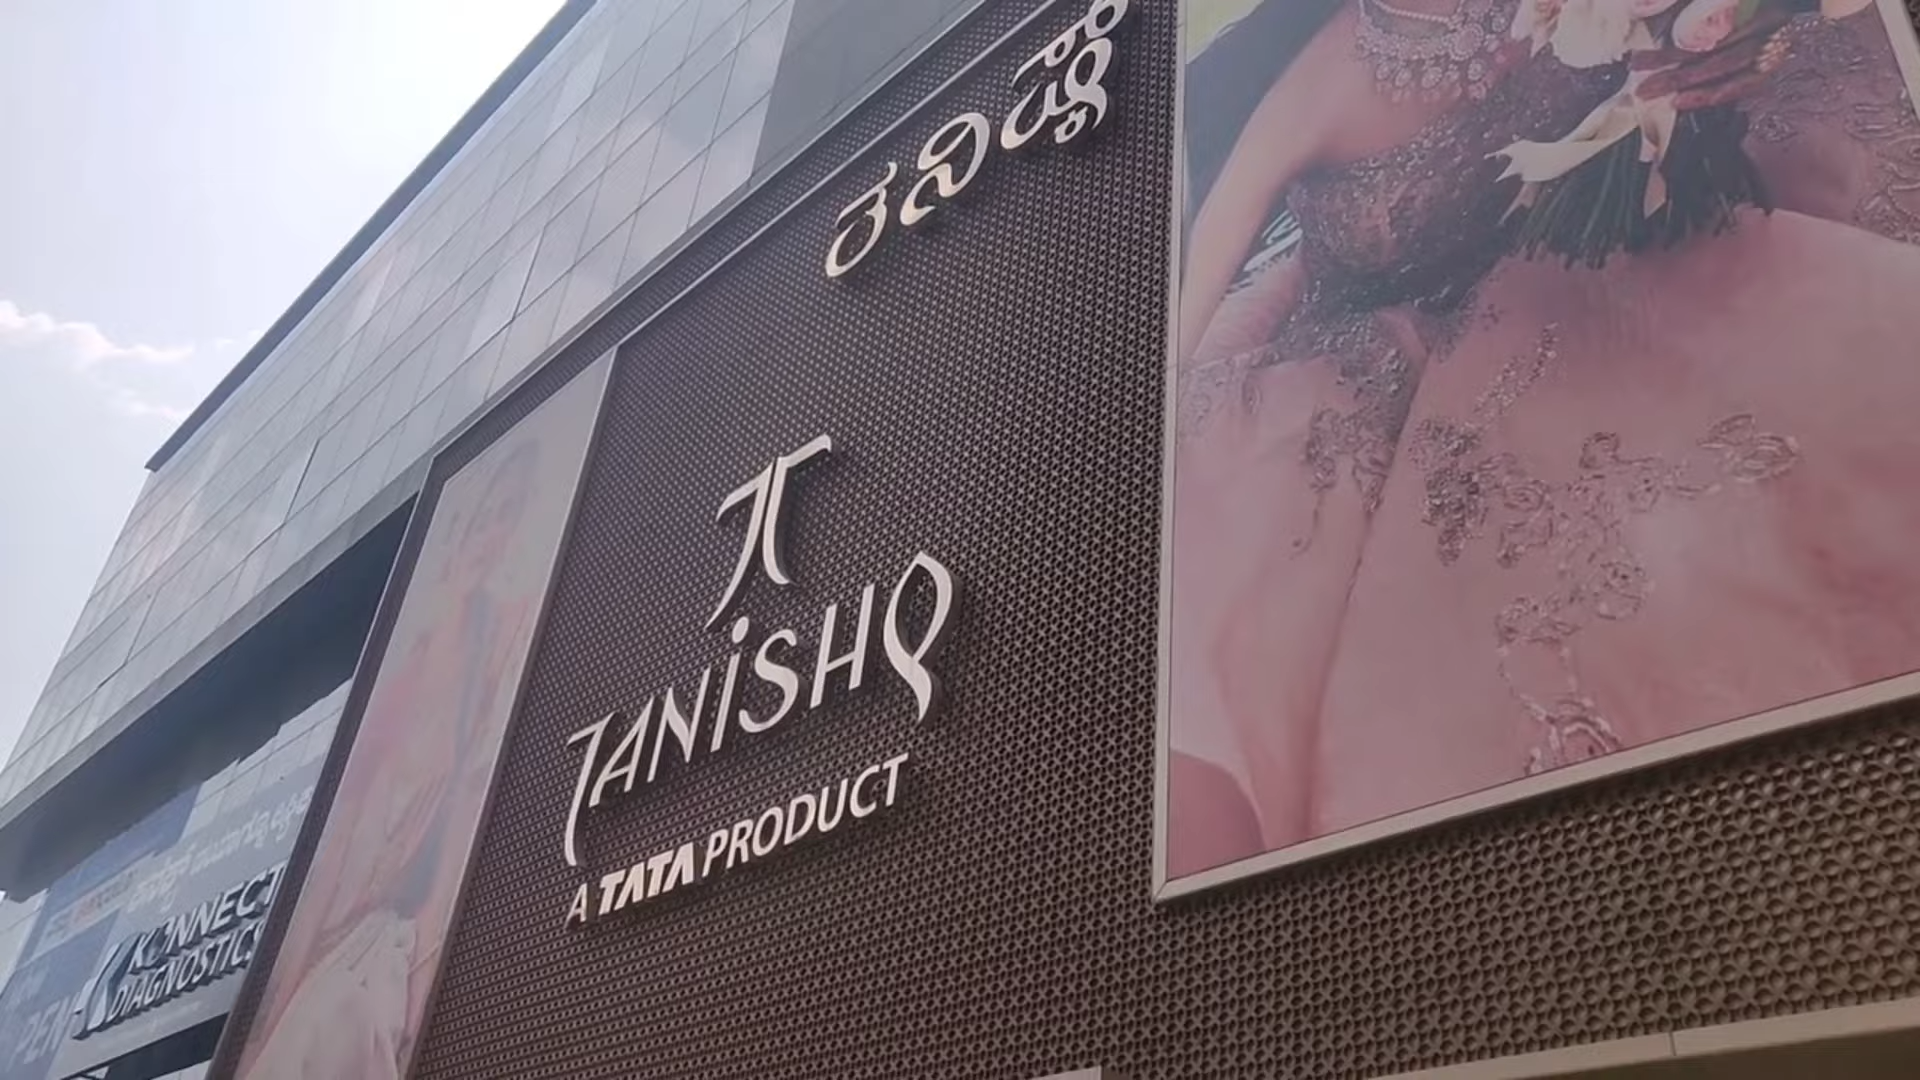 ತನಿಷ್ಕ್
TANiSHQ
A TATA PRODUCT
KONNECT
DIAGNOSTICS